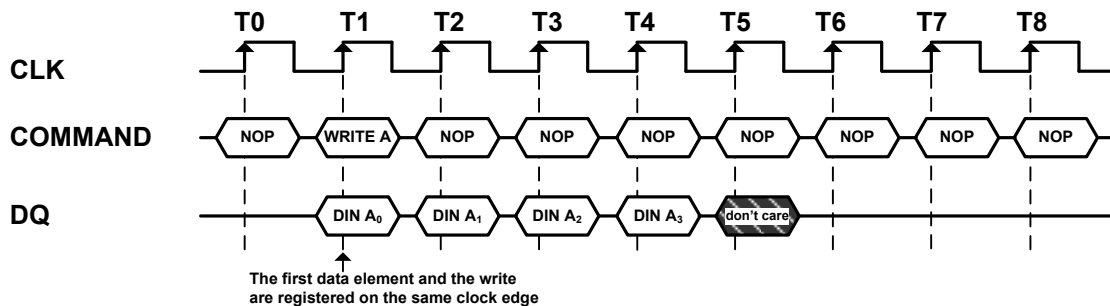 T0 T1 T2 T3 T4 T5 T6 T7 T8
CLK
COMMAND NOP WRITE A NOP NOP NOP NOP NOP NOP NOP
DQ DIN A₀ DIN A₁ DIN A₂ DIN A₃ don't care
The first data element and the write
are registered on the same clock edge